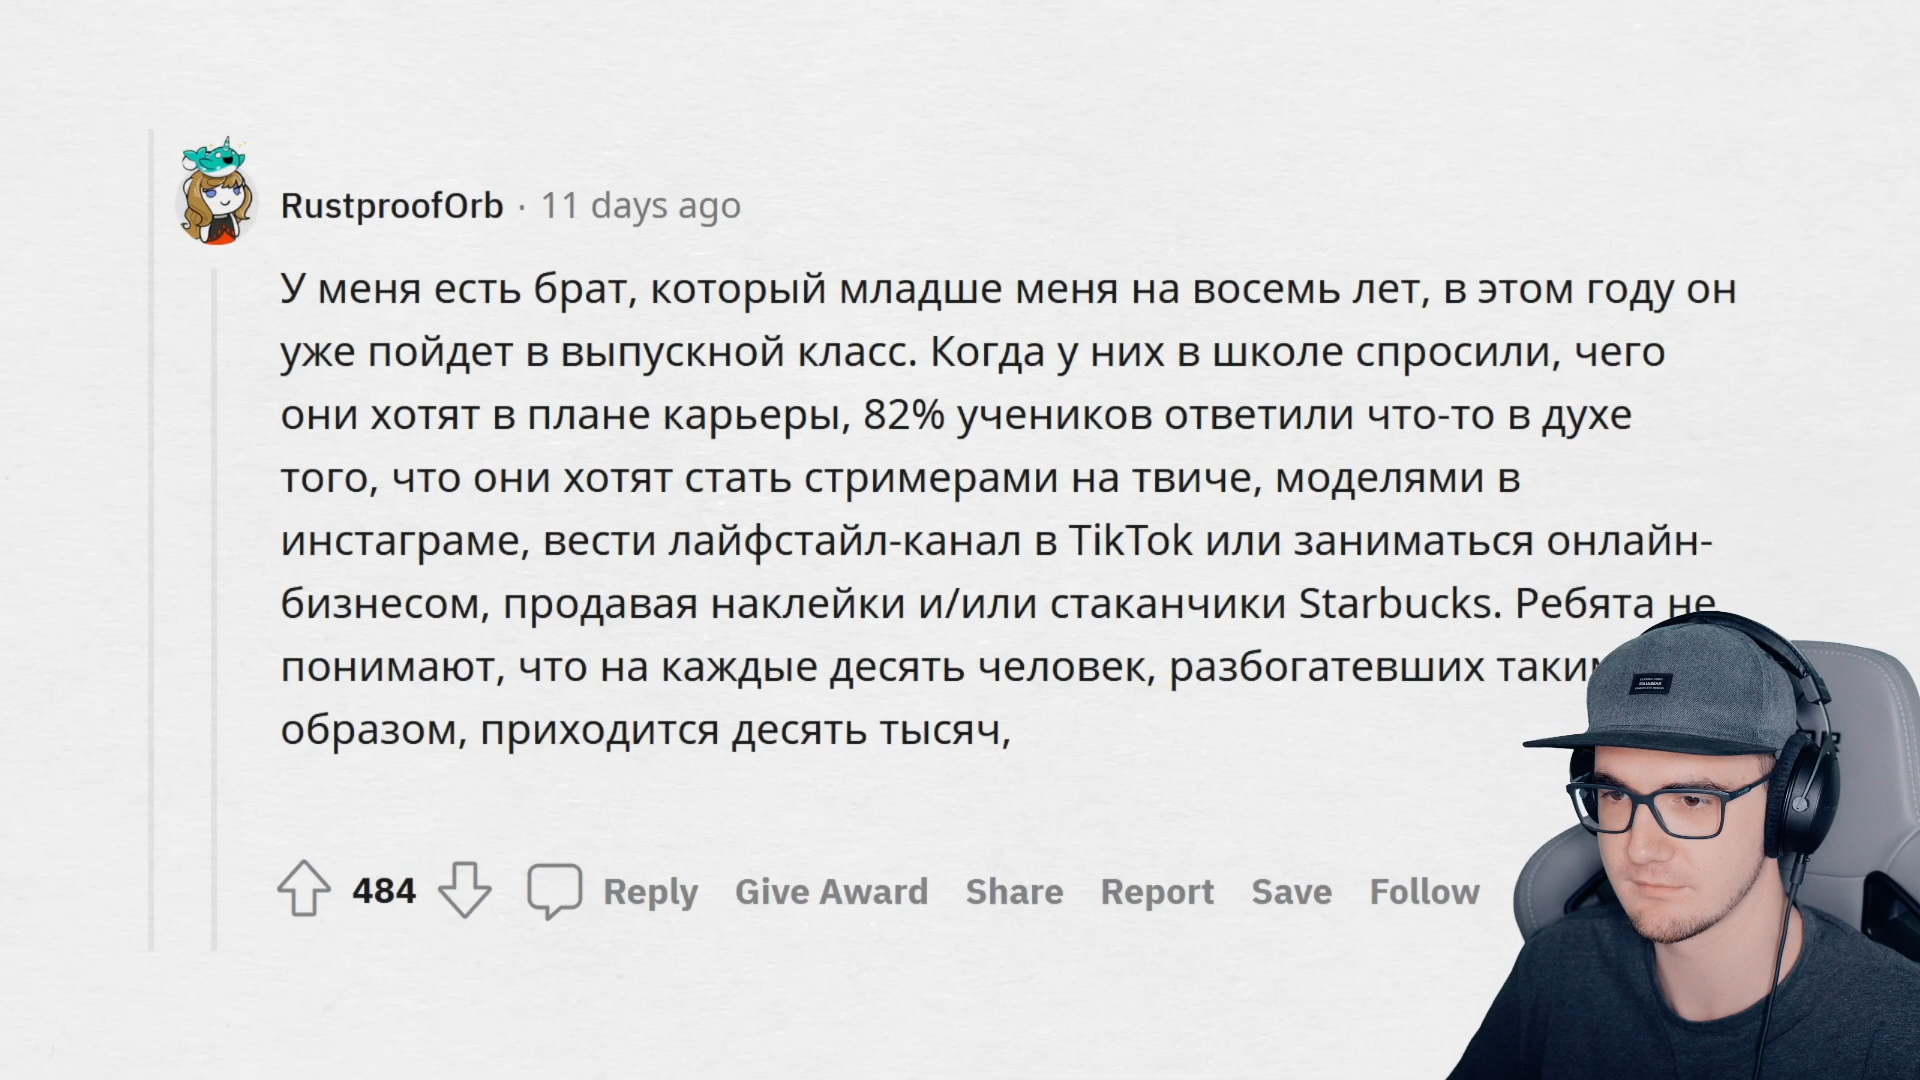 RustproofOrb · 11 days ago
У меня есть брат, который младше меня на восемь лет, в этом году он
уже пойдет в выпускной класс. Когда у них в школе спросили, чего
они хотят в плане карьеры, 82% учеников ответили что-то в духе
того, что они хотят стать стримерами на твиче, моделями в
инстаграме, вести лайфстайл-канал в TikTok или заниматься онлайн-
бизнесом, продавая наклейки и/или стаканчики Starbucks. Ребята не
понимают, что на каждые десять человек, разбогатевших таким
образом, приходится десять тысяч,
484 Reply Give Award Share Report Save Follow